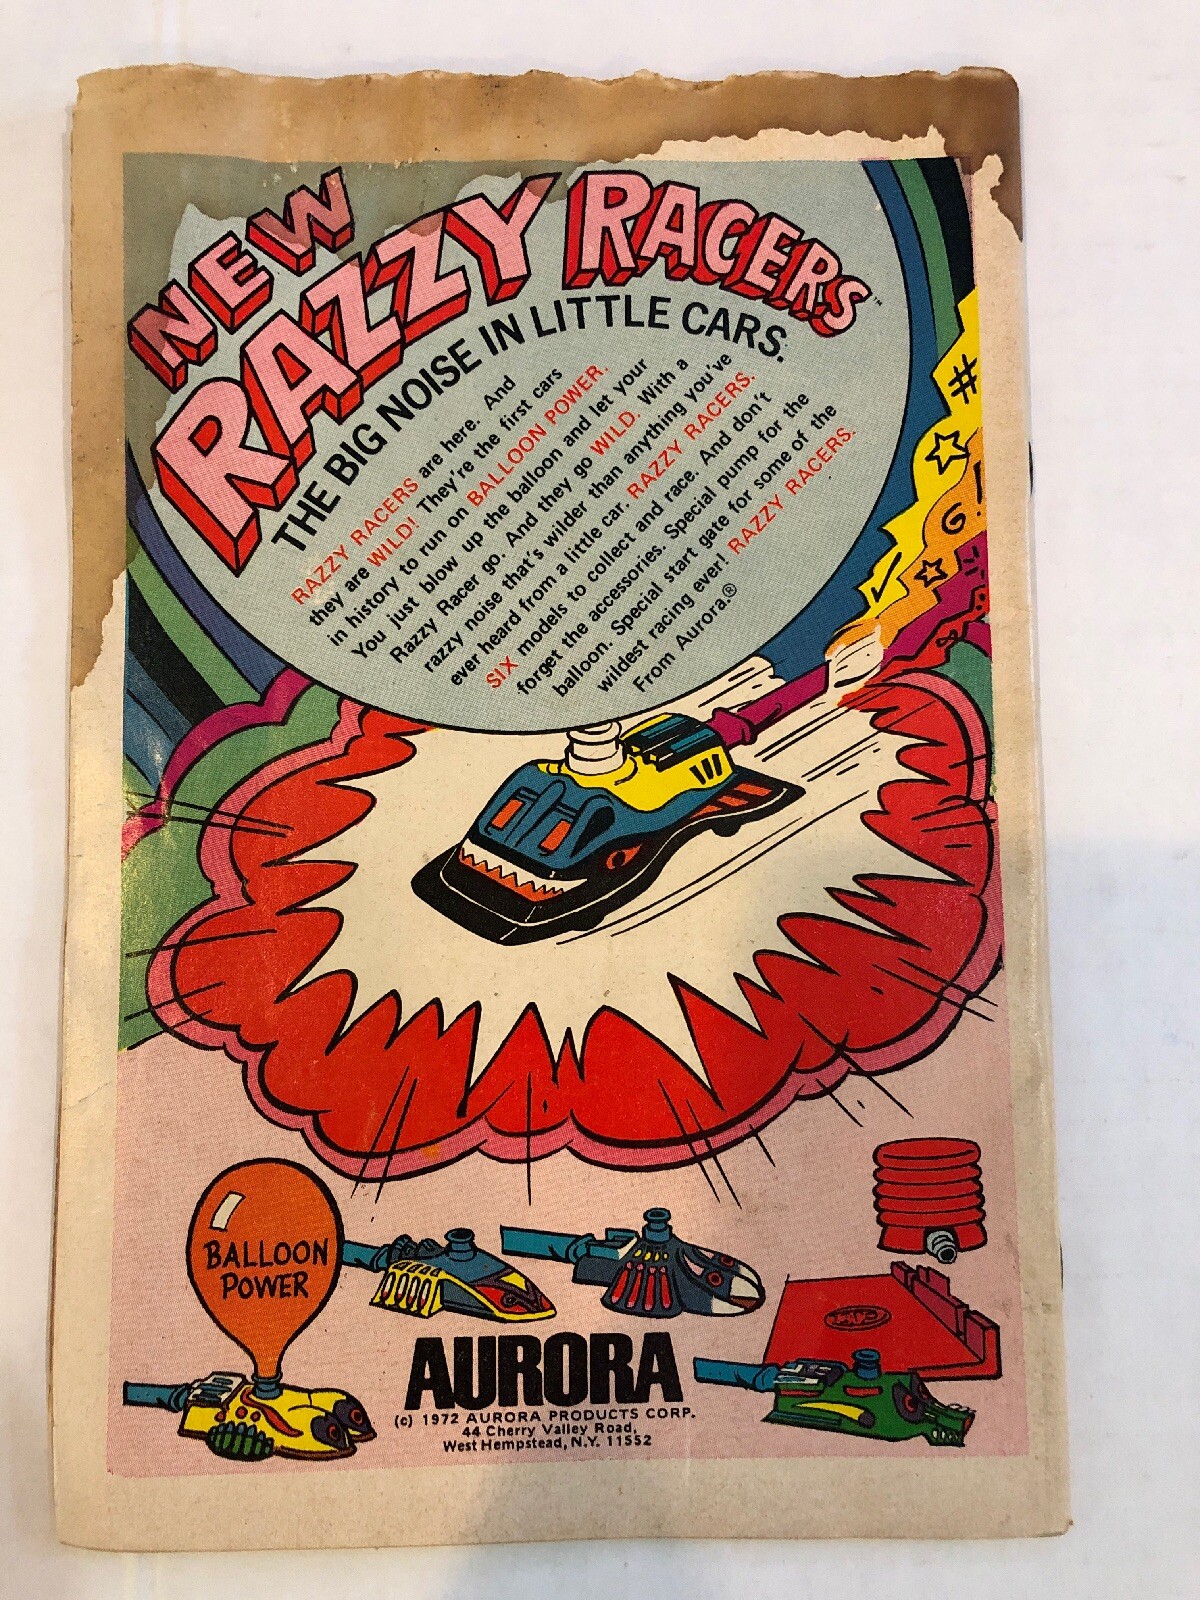 NEW
RAZZY RACERS™
THE BIG NOISE IN LITTLE CARS.
RAZZY RACERS are here. And
they are WILD! They're the first cars
in history to run on BALLOON POWER.
You just blow up the balloon and let your
Razzy Racer go. And they go WILD. With a
razzy noise that's wilder than anything you've
ever heard from a little car. RAZZY RACERS.
SIX models to collect and race. And don't
forget the accessories. Special pump for the
balloon. Special start gate for some of the
wildest racing ever! RAZZY RACERS.
From Aurora.®
#
G!
BALLOON
POWER
AURORA
(c) 1972 AURORA PRODUCTS CORP.
44 Cherry Valley Road,
West Hempstead, N.Y. 11552